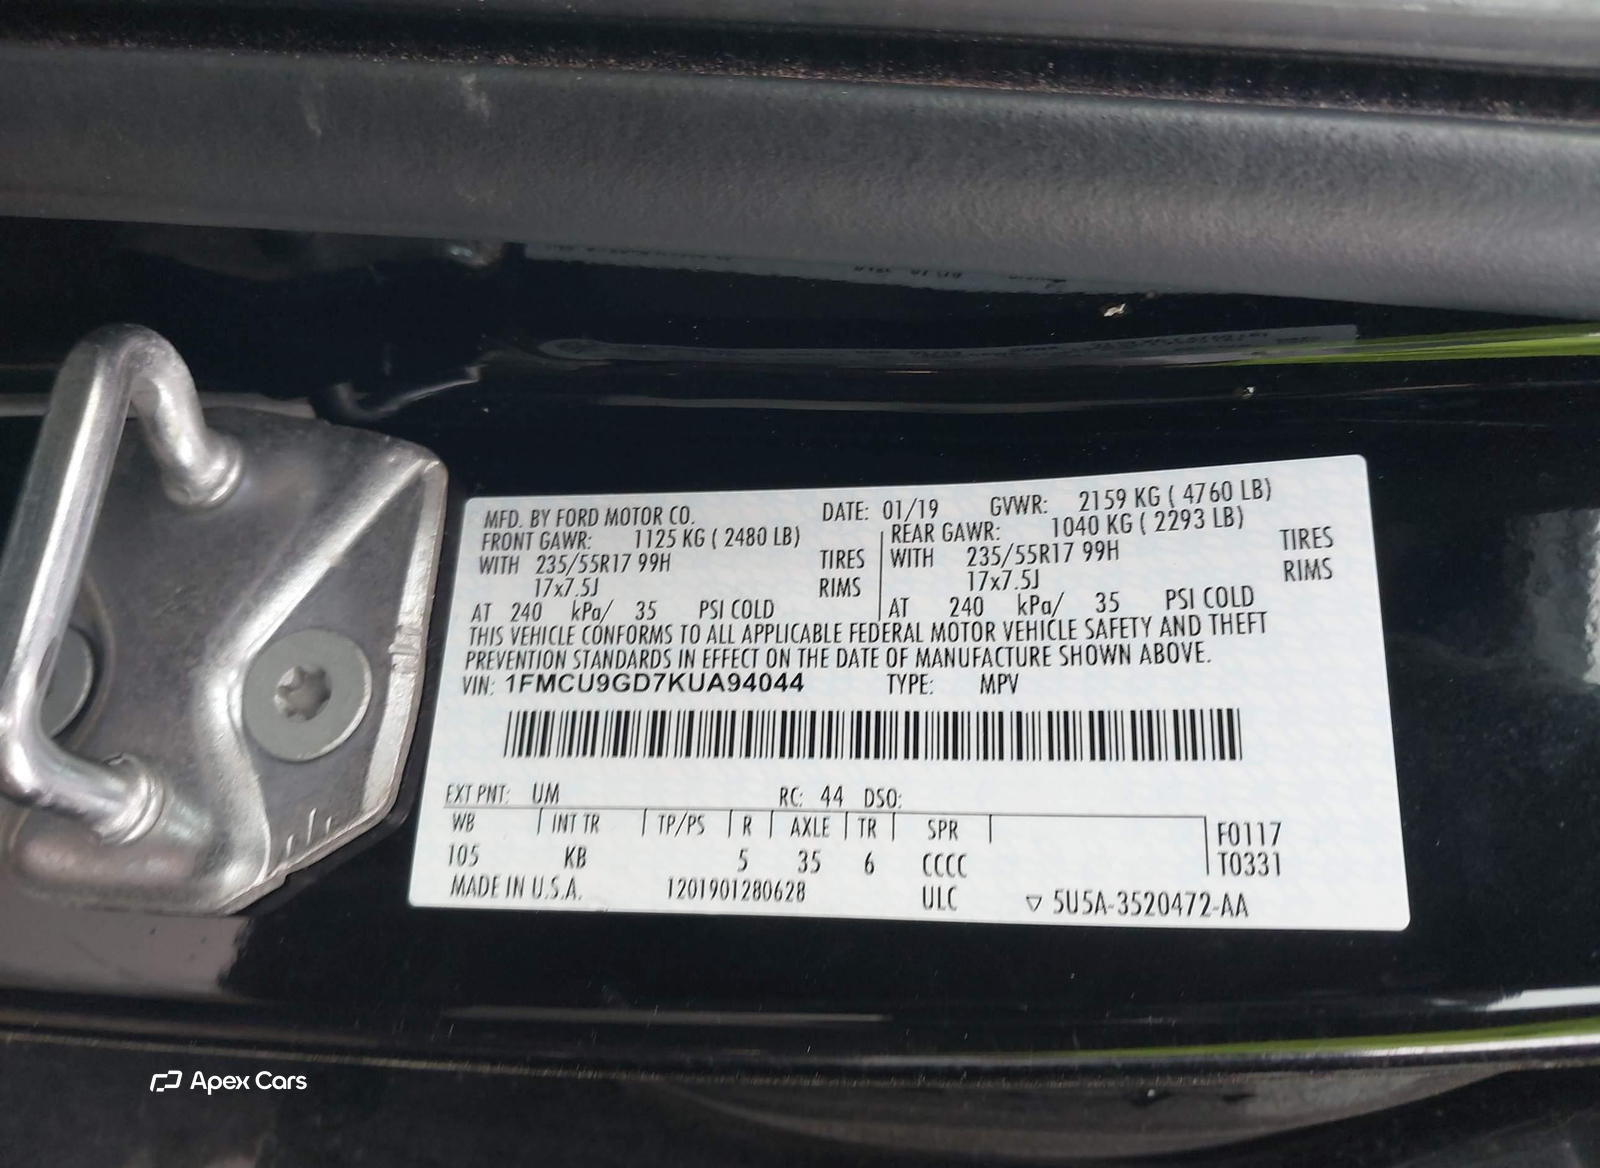 MFD. BY FORD MOTOR CO. DATE: 01/19 GVWR: 2159 KG ( 4760 LB)
FRONT GAWR: 1125 KG ( 2480 LB) REAR GAWR: 1040 KG ( 2293 LB)
WITH 235/55R17 99H TIRES WITH 235/55R17 99H TIRES
17x7.5J RIMS 17x7.5J RIMS
AT 240 kPa/ 35 PSI COLD AT 240 kPa/ 35 PSI COLD
THIS VEHICLE CONFORMS TO ALL APPLICABLE FEDERAL MOTOR VEHICLE SAFETY AND THEFT
PREVENTION STANDARDS IN EFFECT ON THE DATE OF MANUFACTURE SHOWN ABOVE.
VIN: 1FMCU9GD7KUA94044 TYPE: MPV
EXT PNT: UM RC: 44 DSO:
WB INT TR TP/PS R AXLE TR SPR F0117
105 KB 5 35 6 CCCC T0331
MADE IN U.S.A. 1201901280628 ULC ▽ 5U5A-3520472-AA
Apex Cars